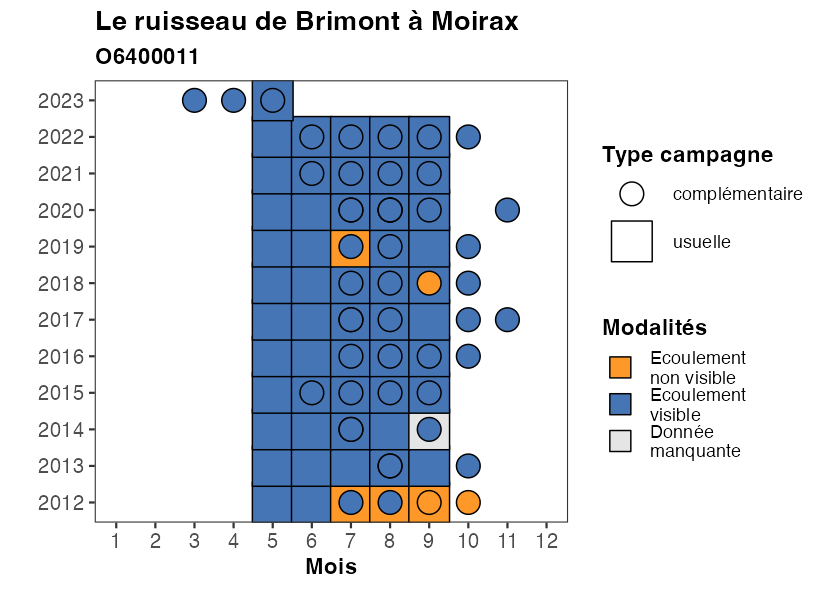 Le ruisseau de Brimont à Moirax
O6400011
2023
2022
2021
2020
2019
2018
2017
2016
2015
2014
2013
2012
1 2 3 4 5 6 7 8 9 10 11 12
Mois
Type campagne
complémentaire
usuelle
Modalités
Ecoulement
non visible
Ecoulement
visible
Donnée
manquante